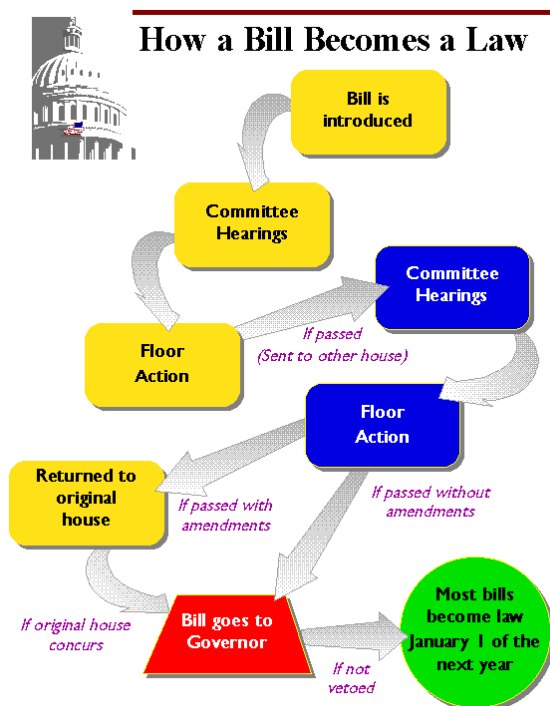 How a Bill Becomes a Law
Bill is
introduced
Committee
Hearings
Floor
Action
If passed
(Sent to other house)
Committee
Hearings
Floor
Action
If passed with
amendments
If passed without
amendments
Returned to
original
house
If original house
concurs
Bill goes to
Governor
If not
vetoed
Most bills
become law
January 1 of the
next year